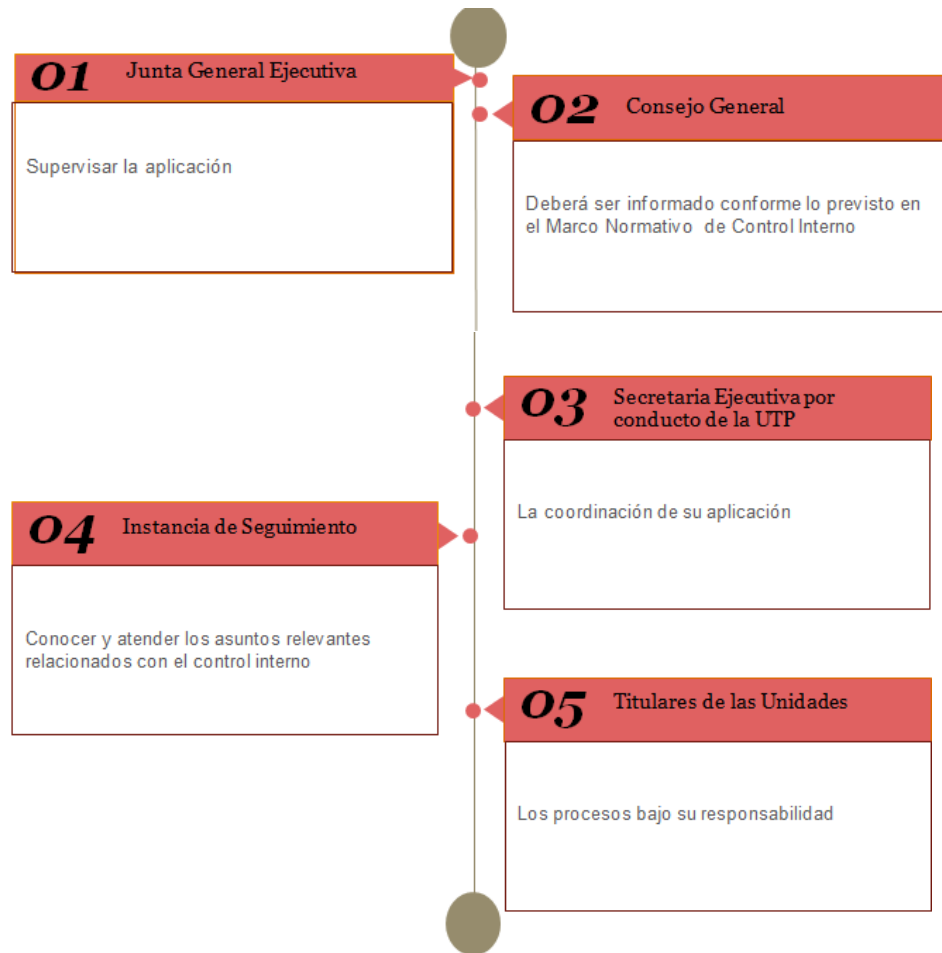 01 Junta General Ejecutiva
Supervisar la aplicación
02 Consejo General
Deberá ser informado conforme lo previsto en
el Marco Normativo de Control Interno
03 Secretaria Ejecutiva por
conducto de la UTP
La coordinación de su aplicación
04 Instancia de Seguimiento
Conocer y atender los asuntos relevantes
relacionados con el control interno
05 Titulares de las Unidades
Los procesos bajo su responsabilidad